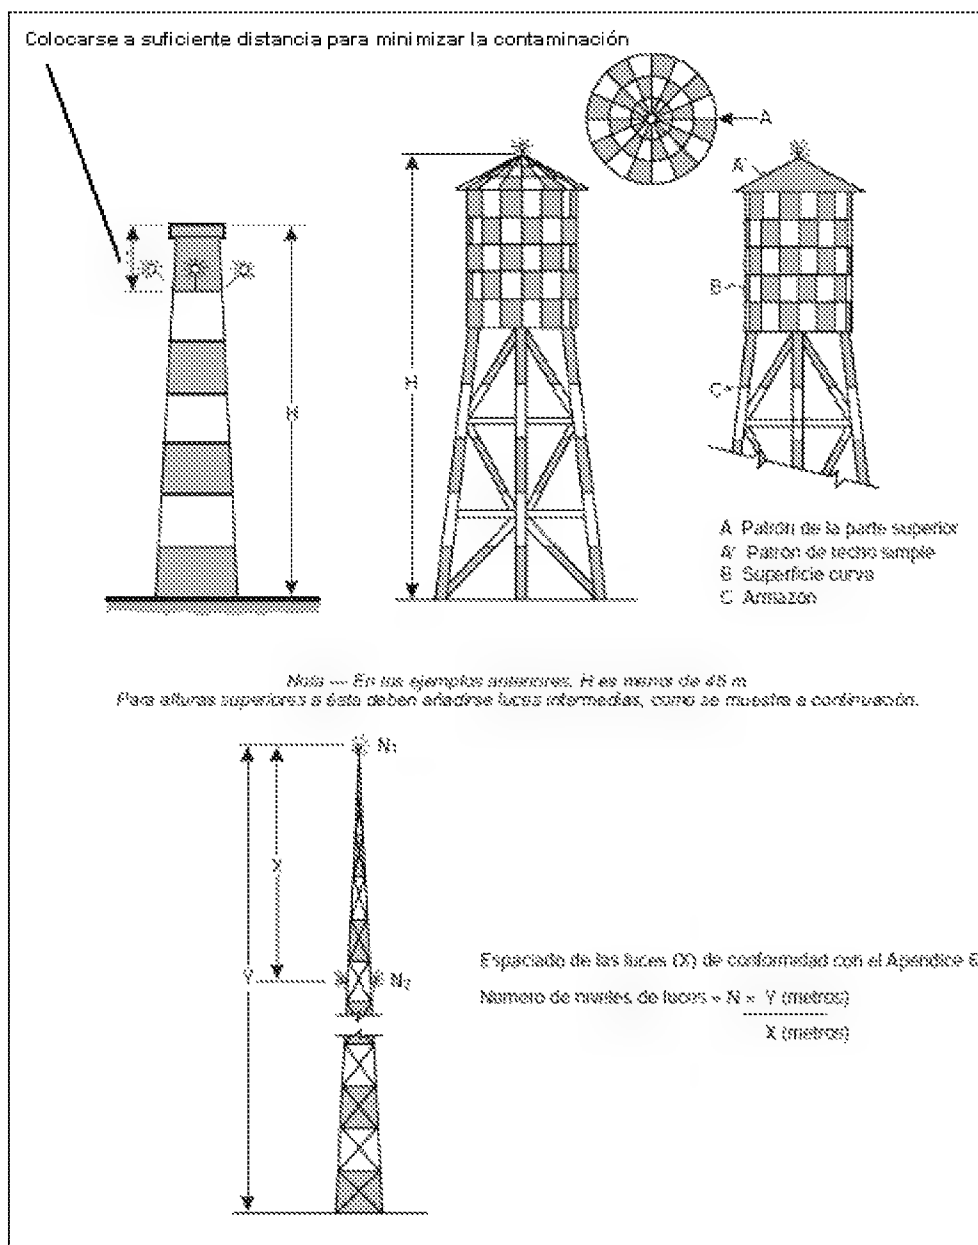 Colocarse a suficiente distancia para minimizar la contaminación
A
A'
B
C
H
H
A Patrón de la parte superior
A' Patrón de techo simple
B Superficie curva
C Armazón
Nota — En los ejemplos anteriores, H es menor de 45 m
Para alturas superiores a ésta deben añadirse luces intermedias, como se muestra a continuación.
N1
X
Y
N2
Espaciado de las luces (X) de conformidad con el Apéndice 6
Número de niveles de luces = N = Y (metros)
X (metros)